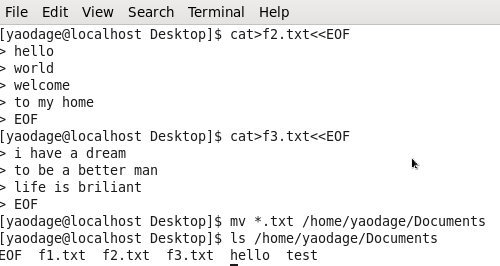 File Edit View Search Terminal Help
[yaodage@localhost Desktop]$ cat>f2.txt<<EOF
> hello
> world
> welcome
> to my home
> EOF
[yaodage@localhost Desktop]$ cat>f3.txt<<EOF
> i have a dream
> to be a better man
> life is briliant
> EOF
[yaodage@localhost Desktop]$ mv *.txt /home/yaodage/Documents
[yaodage@localhost Desktop]$ ls /home/yaodage/Documents
EOF  f1.txt  f2.txt  f3.txt  hello  test